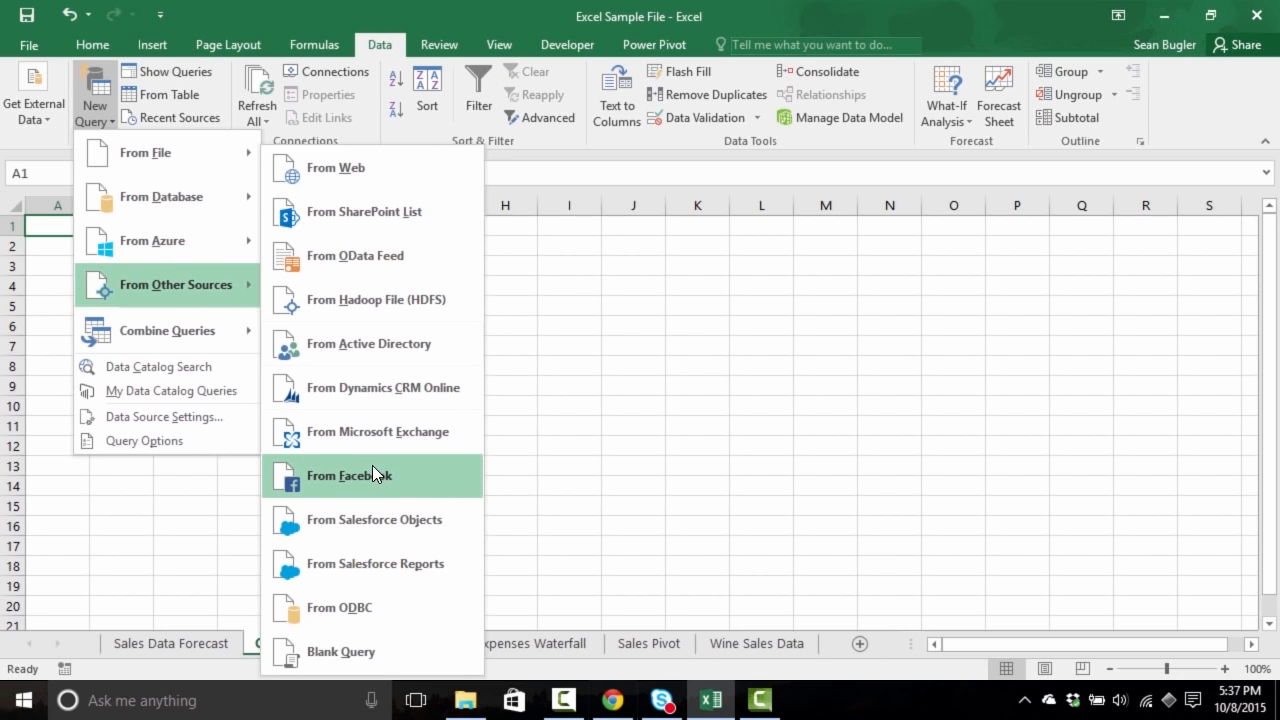 Excel Sample File - Excel
File Home Insert Page Layout Formulas Data Review View Developer Power Pivot Tell me what you want to do... Sean Bugler Share
Get External Data
New Query
Show Queries
From Table
Recent Sources
Refresh All
Connections
Properties
Edit Links
Connections
Sort
Filter
Clear
Reapply
Advanced
Sort & Filter
Text to Columns
Flash Fill
Remove Duplicates
Data Validation
Consolidate
Relationships
Manage Data Model
Data Tools
What-If Analysis
Forecast Sheet
Forecast
Group
Ungroup
Subtotal
Outline
A1
From File
From Database
From Azure
From Other Sources
Combine Queries
Data Catalog Search
My Data Catalog Queries
Data Source Settings...
Query Options
From Web
From SharePoint List
From OData Feed
From Hadoop File (HDFS)
From Active Directory
From Dynamics CRM Online
From Microsoft Exchange
From Facebook
From Salesforce Objects
From Salesforce Reports
From ODBC
Blank Query
A H I J K L M N O P Q R S
1
2
3
4
5
6
7
8
9
10
11
12
13
14
15
16
17
18
19
20
21
Sales Data Forecast xpenses Waterfall Sales Pivot Wine Sales Data
Ready 100%
Ask me anything
5:37 PM
10/8/2015